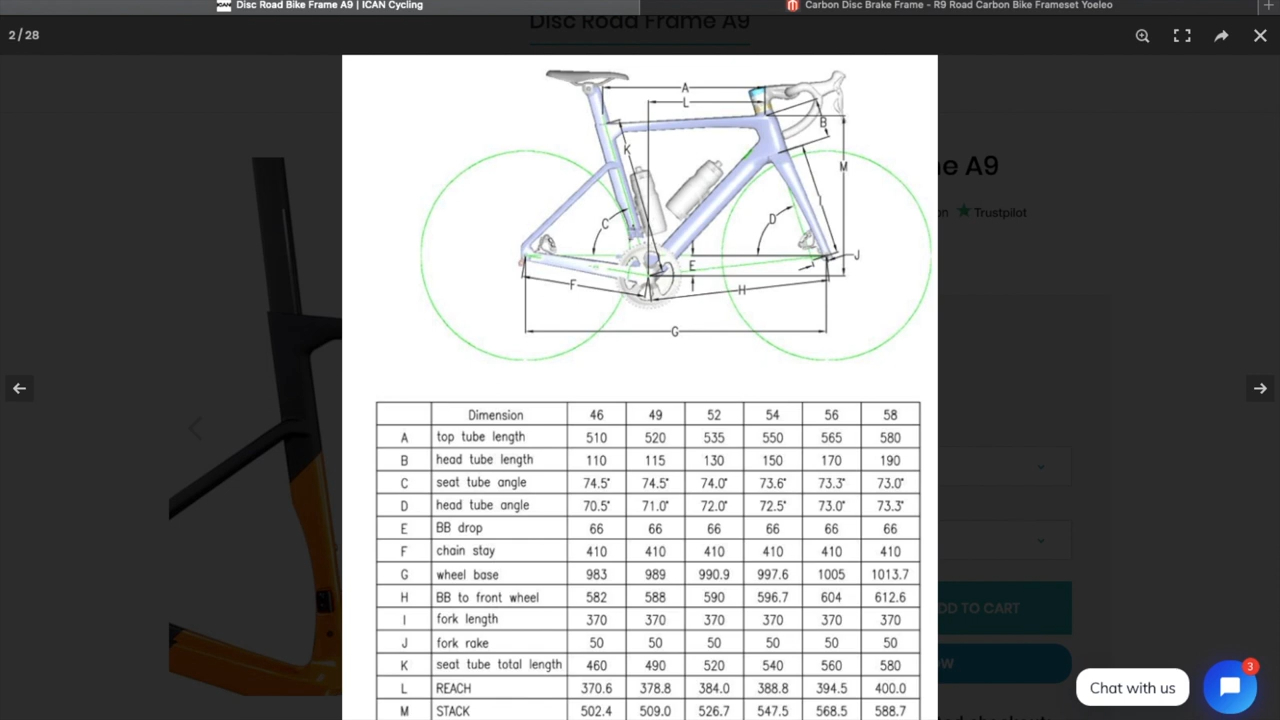 Disc Road Bike Frame A9 | ICAN Cycling
Carbon Disc Brake Frame - R9 Road Carbon Bike Frameset Yoeleo
Disc Road Frame A9
2 / 28
A
L
B
K
M
C
D
E
J
F
H
G
me A9
on ★ Trustpilot
Dimension 46 49 52 54 56 58
A top tube length 510 520 535 550 565 580
B head tube length 110 115 130 150 170 190
C seat tube angle 74.5° 74.5° 74.0° 73.6° 73.3° 73.0°
D head tube angle 70.5° 71.0° 72.0° 72.5° 73.0° 73.3°
E BB drop 66 66 66 66 66 66
F chain stay 410 410 410 410 410 410
G wheel base 983 989 990.9 997.6 1005 1013.7
H BB to front wheel 582 588 590 596.7 604 612.6
I fork length 370 370 370 370 370 370
J fork rake 50 50 50 50 50 50
K seat tube total length 460 490 520 540 560 580
L REACH 370.6 378.8 384.0 388.8 394.5 400.0
M STACK 502.4 509.0 526.7 547.5 568.5 588.7
DD TO CART
OW
Chat with us
3